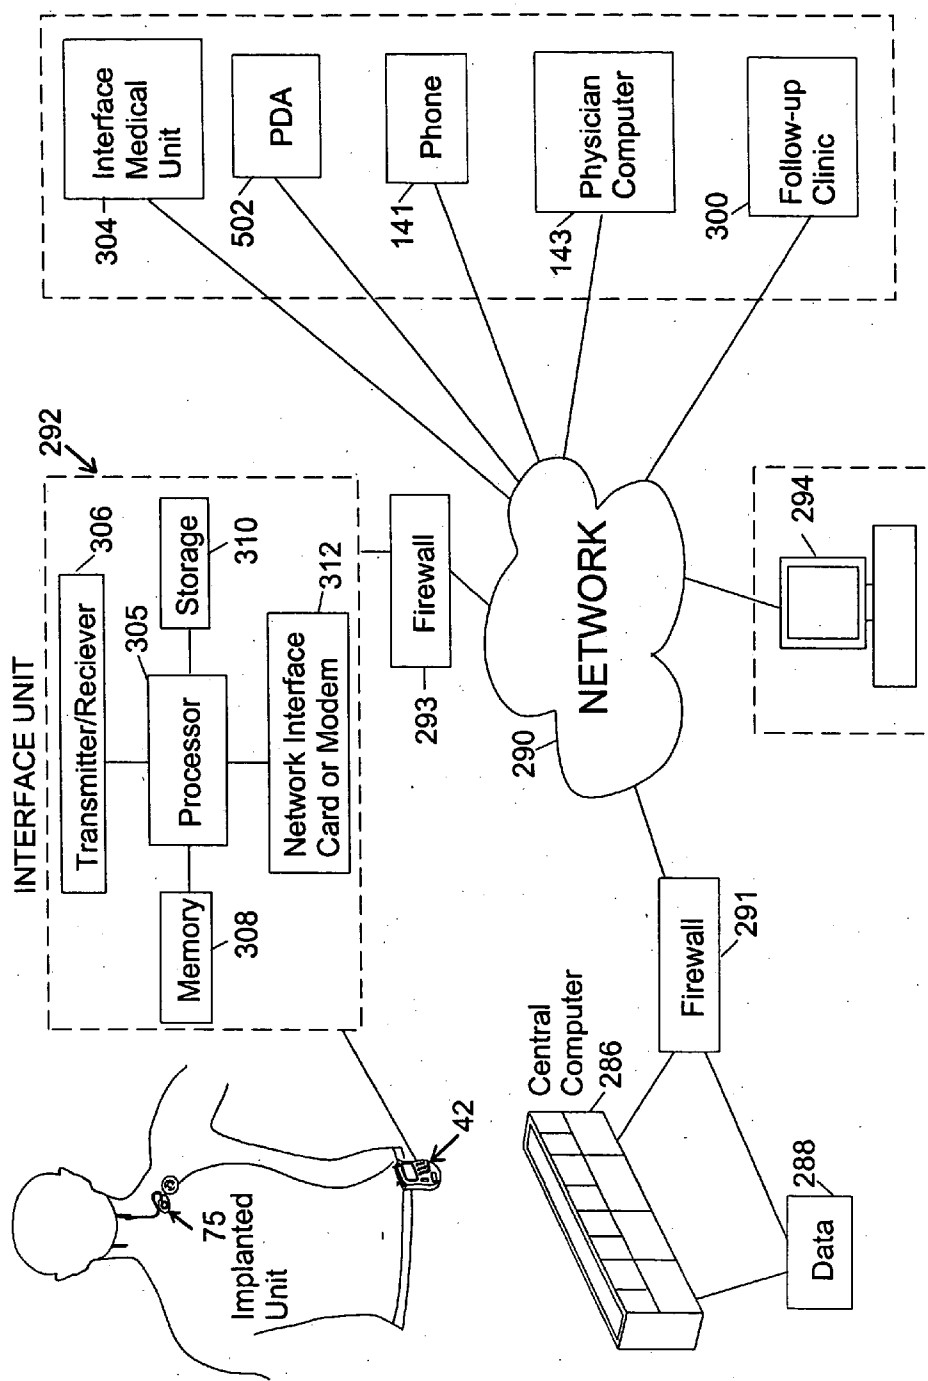 INTERFACE UNIT
292
Transmitter/Reciever
306
305
Memory
308
Processor
Storage
310
Network Interface
Card or Modem
312
75
Implanted
Unit
42
Firewall
293
Interface
Medical
Unit
304
PDA
502
Phone
141
Physician
Computer
143
Follow-up
Clinic
300
NETWORK
290
Central
Computer
286
Firewall
291
Data
288
294